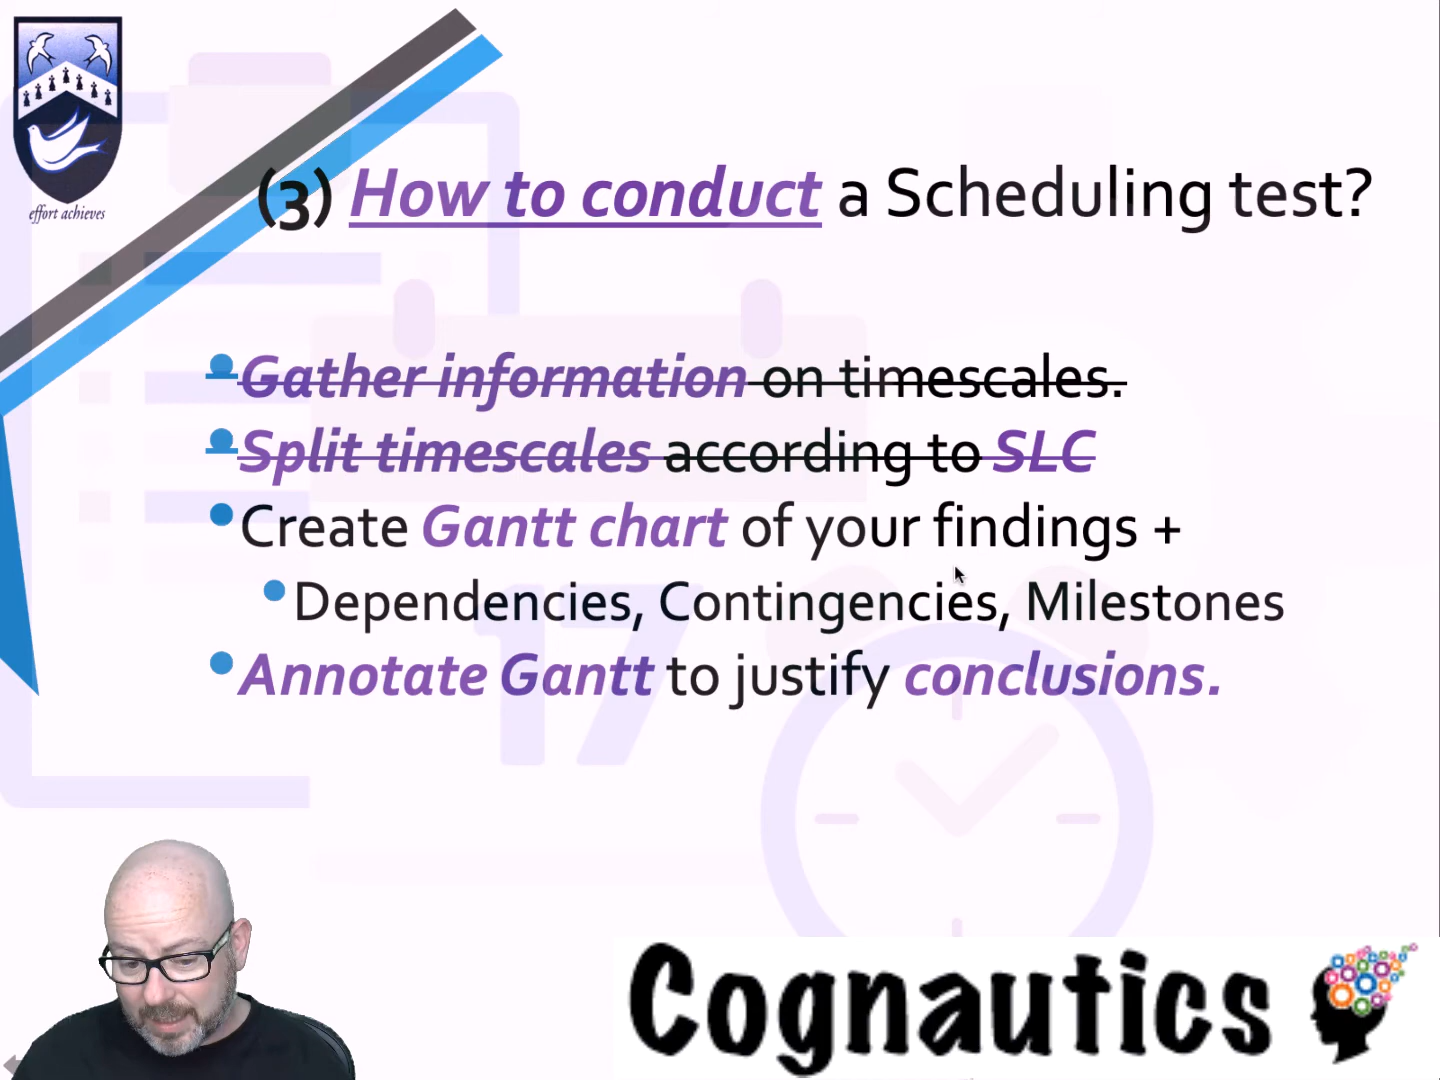 effort achieves
(3) How to conduct a Scheduling test?
Gather information on timescales.
Split timescales according to SLC
Create Gantt chart of your findings +
Dependencies, Contingencies, Milestones
Annotate Gantt to justify conclusions.
17
Cognautics